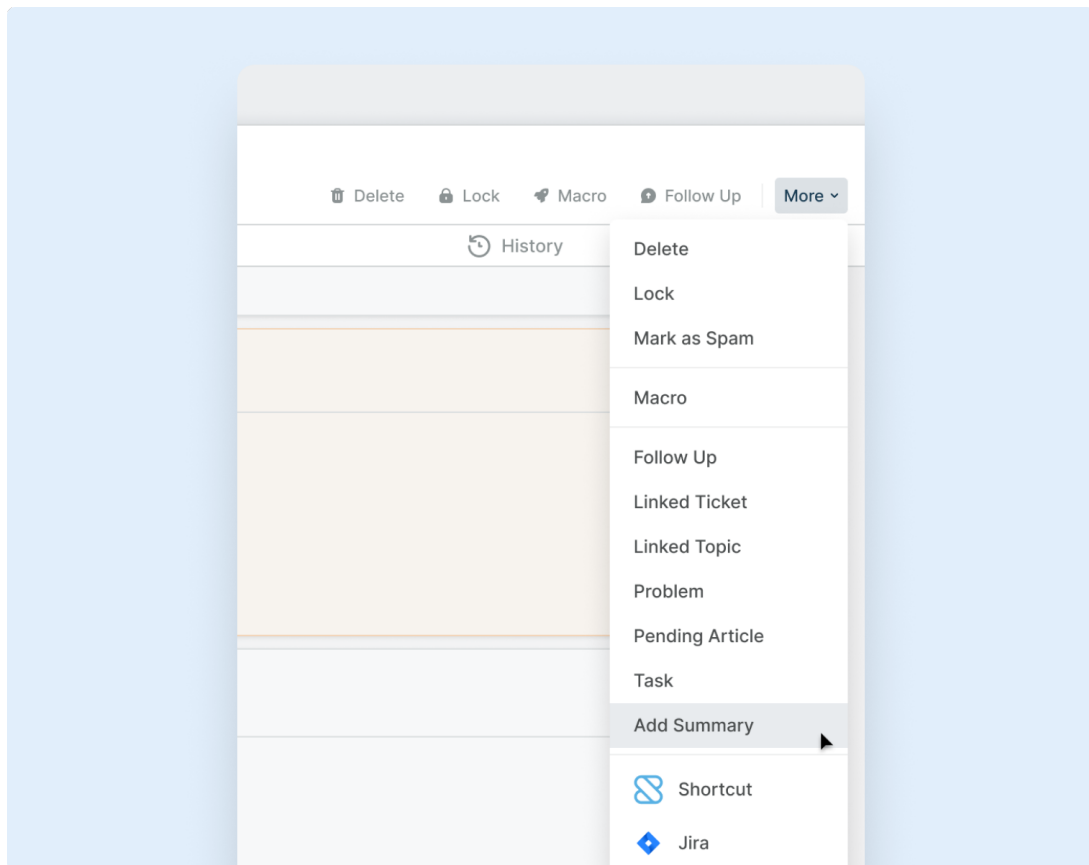 Delete Lock Macro Follow Up More
History
Delete
Lock
Mark as Spam
Macro
Follow Up
Linked Ticket
Linked Topic
Problem
Pending Article
Task
Add Summary
Shortcut
Jira